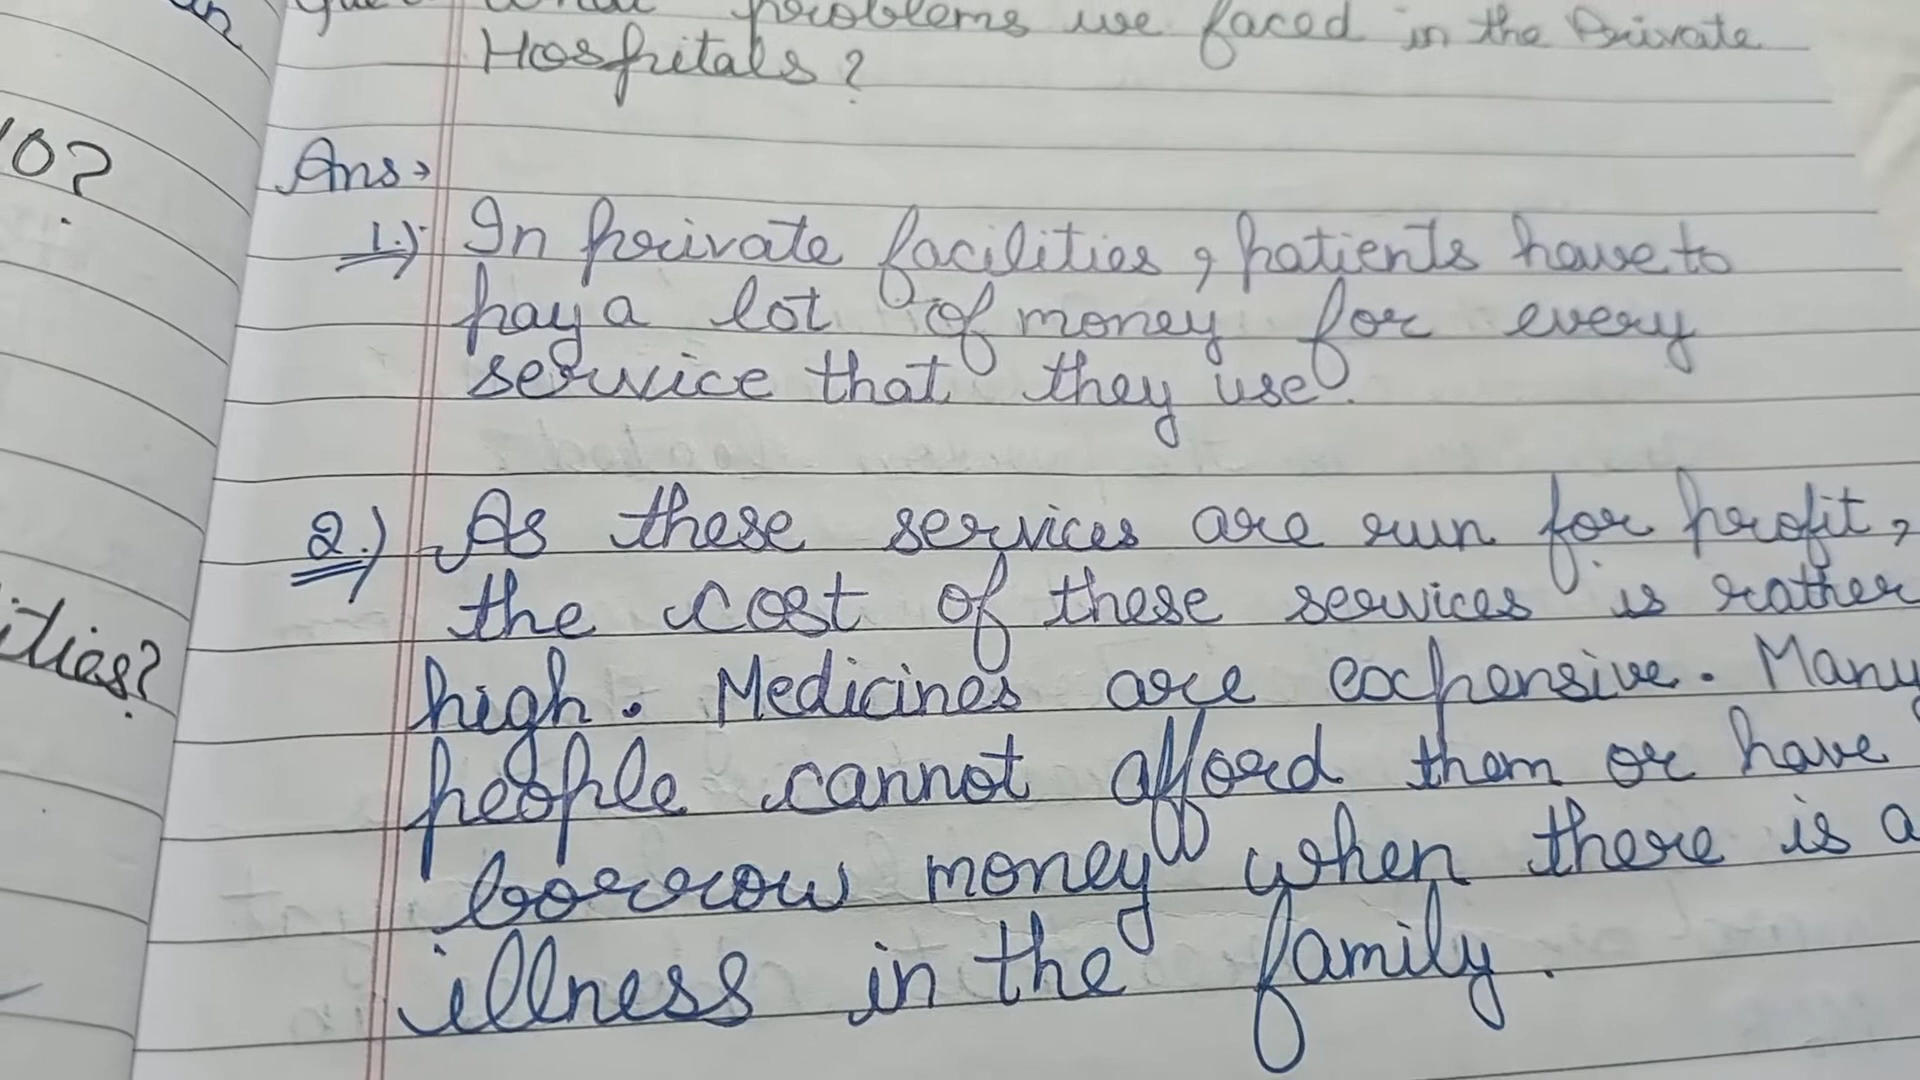 What problems we faced in the Private
Hospitals?
10?
Ans→
1.) In private facilities, patients have to
pay a lot of money for every
service that they use.
2.) As these services are run for profit,
the cost of these services is rather
ities?
high. Medicines are expensive. Many
people cannot afford them or have
borrow money when there is a
illness in the family.